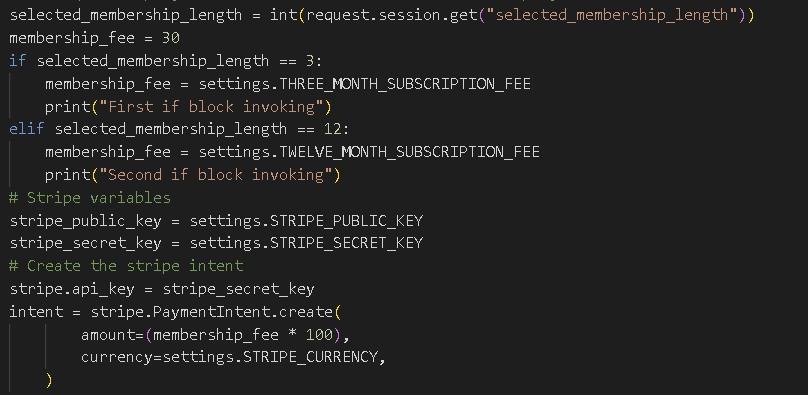 selected_membership_length = int(request.session.get("selected_membership_length"))
membership_fee = 30
if selected_membership_length == 3:
    membership_fee = settings.THREE_MONTH_SUBSCRIPTION_FEE
    print("First if block invoking")
elif selected_membership_length == 12:
    membership_fee = settings.TWELVE_MONTH_SUBSCRIPTION_FEE
    print("Second if block invoking")
# Stripe variables
stripe_public_key = settings.STRIPE_PUBLIC_KEY
stripe_secret_key = settings.STRIPE_SECRET_KEY
# Create the stripe intent
stripe.api_key = stripe_secret_key
intent = stripe.PaymentIntent.create(
        amount=(membership_fee * 100),
        currency=settings.STRIPE_CURRENCY,
    )